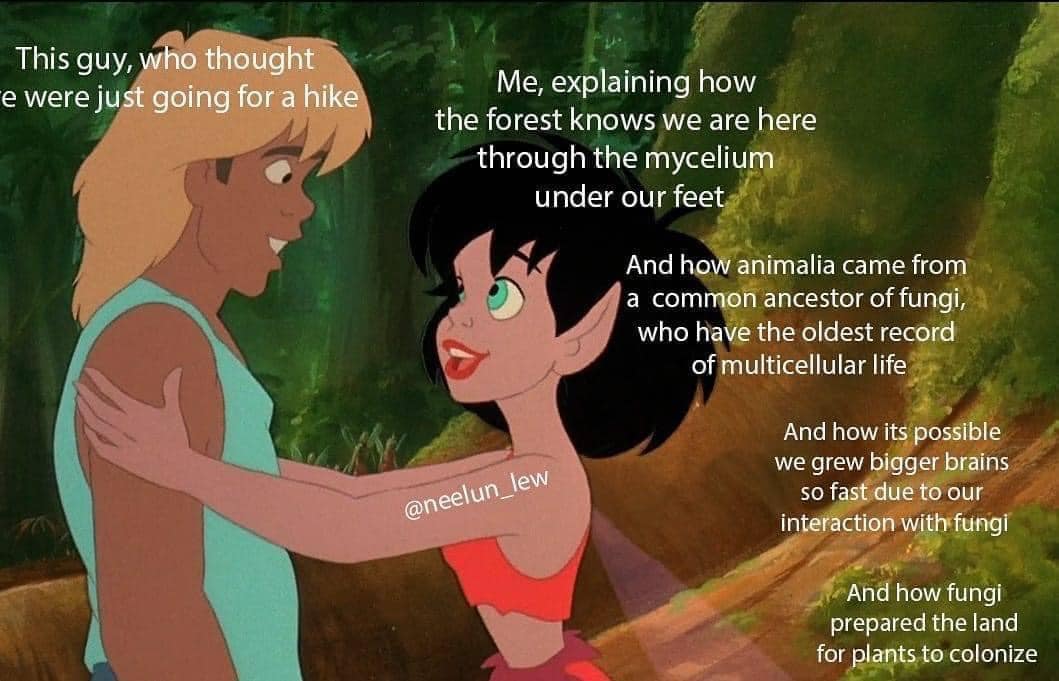 This guy, who thought
e were just going for a hike
Me, explaining how
the forest knows we are here
through the mycelium
under our feet
And how animalia came from
a common ancestor of fungi,
who have the oldest record
of multicellular life
@neelun_lew
And how its possible
we grew bigger brains
so fast due to our
interaction with fungi
And how fungi
prepared the land
for plants to colonize